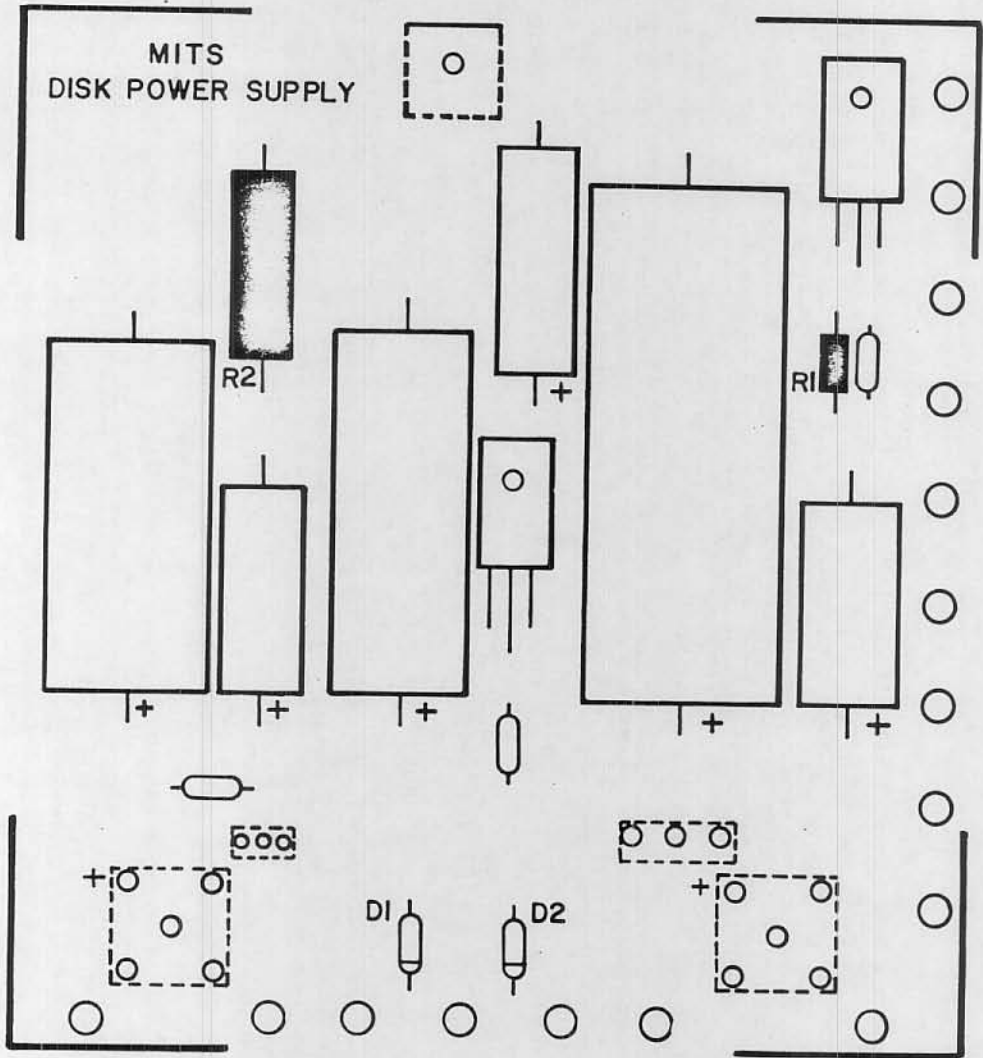 MITS
DISK POWER SUPPLY
R2
+
R1
+
+
+
+
+
+
+
D1
D2